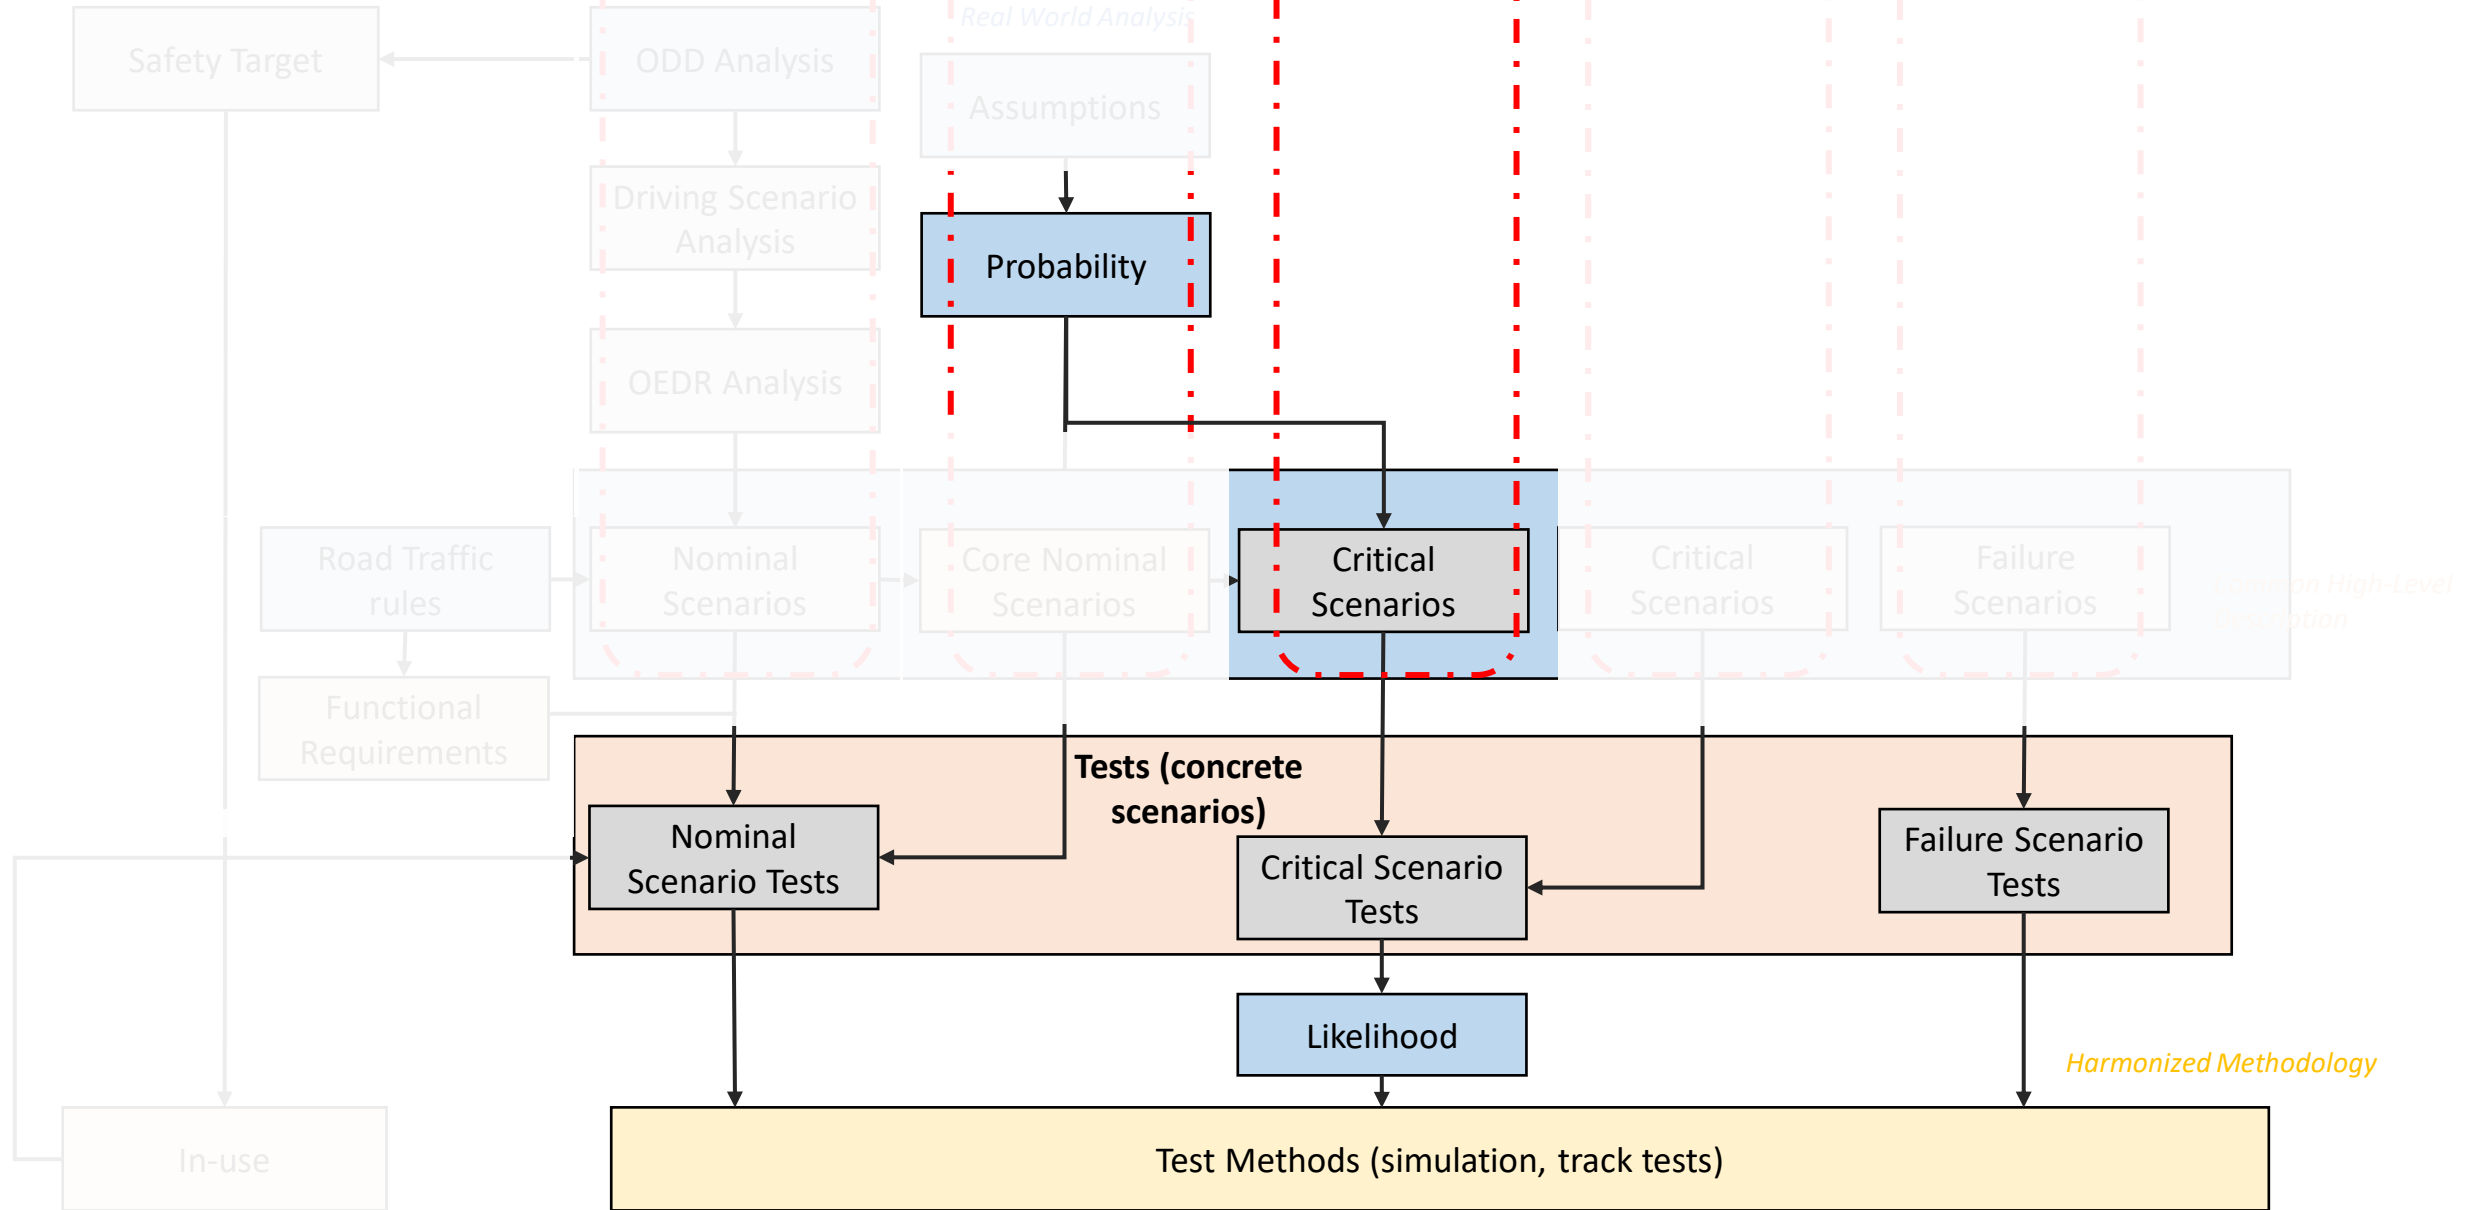 Real World Analysis
Safety Target
ODD Analysis
Assumptions
Driving Scenario
Analysis
Probability
OEDR Analysis
Road Traffic
rules
Nominal
Scenarios
Core Nominal
Scenarios
Critical
Scenarios
Critical
Scenarios
Failure
Scenarios
High-Level
Functional
Requirements
Tests (concrete
scenarios)
Nominal
Scenario Tests
Critical Scenario
Tests
Failure Scenario
Tests
Likelihood
Harmonized Methodology
In-use
Test Methods (simulation, track tests)